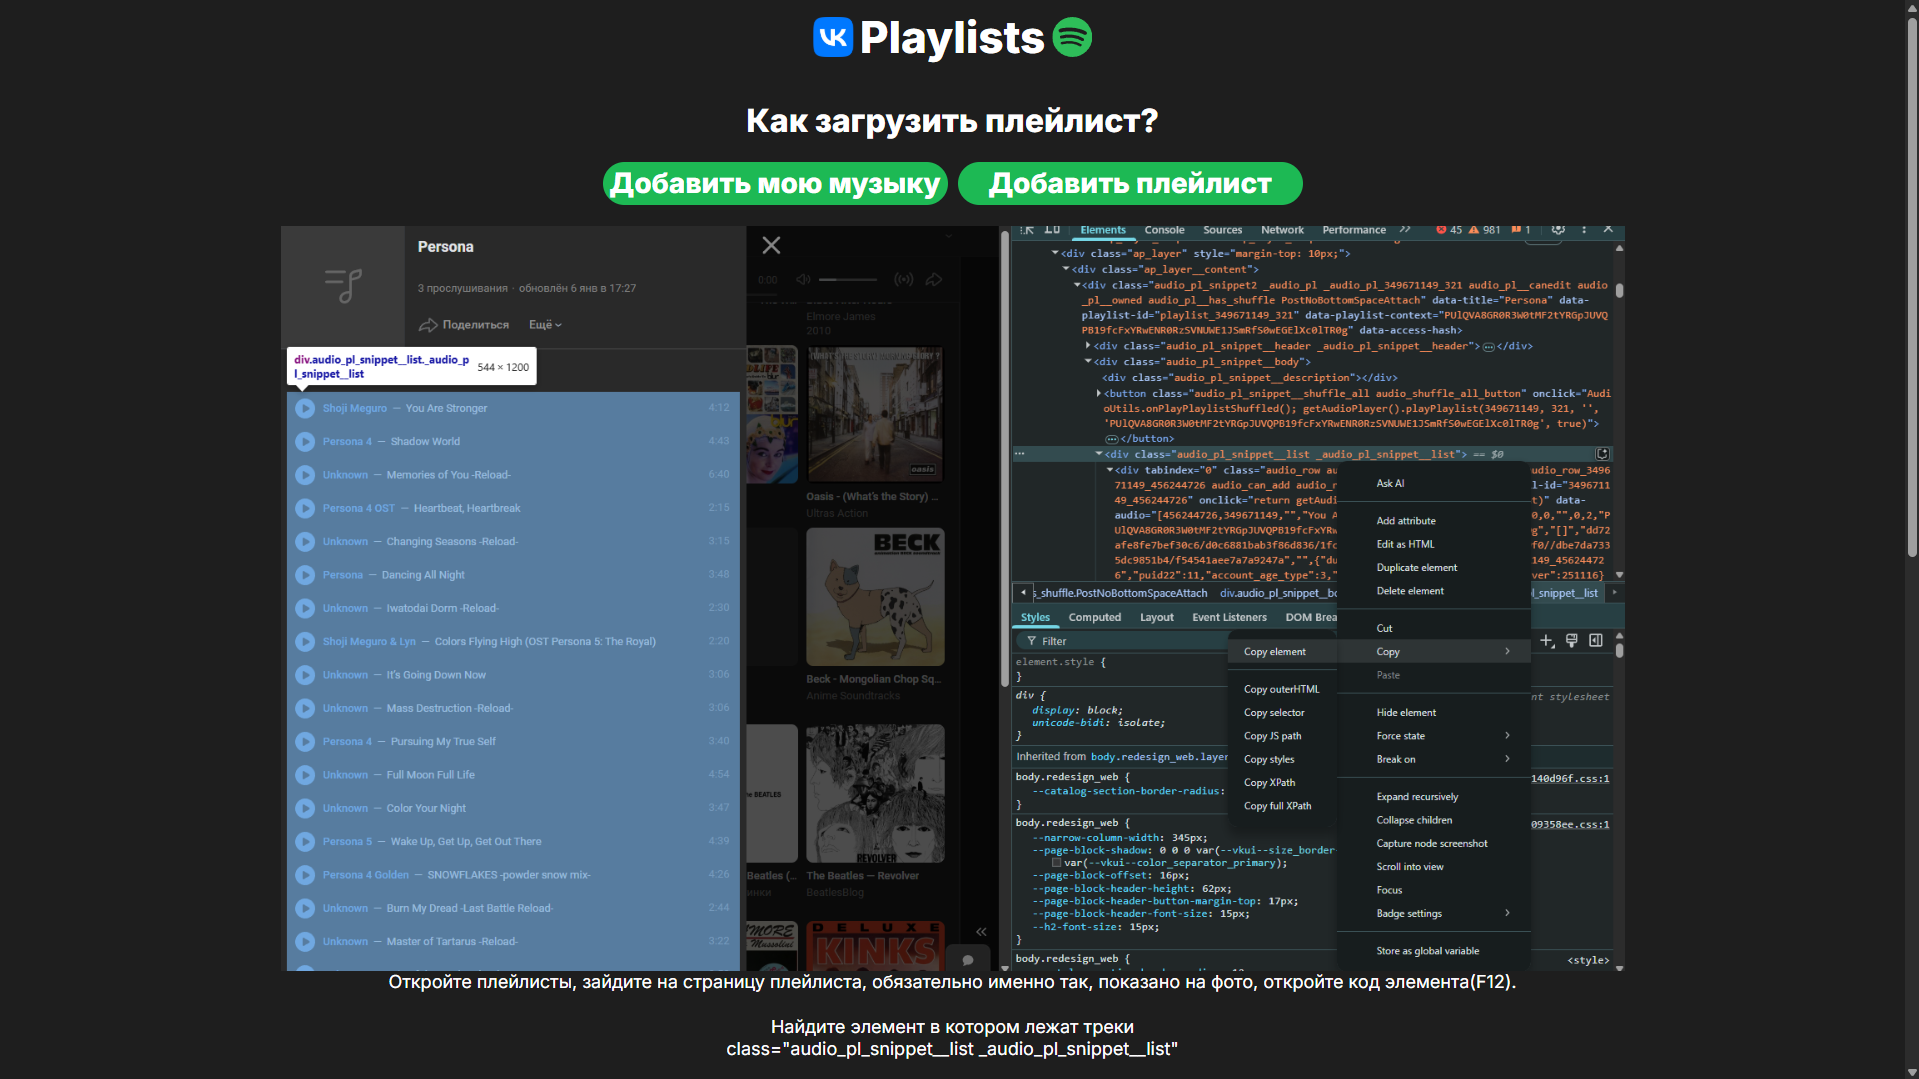 Playlists
Как загрузить плейлист?
Добавить мою музыку
Добавить плейлист
Persona
3 прослушивания · обновлён 6 янв в 17:27
Поделиться
Ещё
div.audio_pl_snippet__list._audio_p
l_snippet__list
544 × 1200
Shoji Meguro — You Are Stronger 4:12
Persona 4 — Shadow World 4:43
Unknown — Memories of You -Reload- 6:40
Persona 4 OST — Heartbeat, Heartbreak 2:15
Unknown — Changing Seasons -Reload- 3:15
Persona — Dancing All Night 3:48
Unknown — Iwatodai Dorm -Reload- 2:30
Shoji Meguro & Lyn — Colors Flying High (OST Persona 5: The Royal) 2:20
Unknown — It's Going Down Now 3:06
Unknown — Mass Destruction -Reload- 3:06
Persona 4 — Pursuing My True Self 3:40
Unknown — Full Moon Full Life 4:54
Unknown — Color Your Night 3:47
Persona 5 — Wake Up, Get Up, Get Out There 4:39
Persona 4 Golden — SNOWFLAKES -powder snow mix- 4:26
Unknown — Burn My Dread -Last Battle Reload- 2:44
Unknown — Master of Tartarus -Reload- 3:22
0:00
Elmore James
2010
oasis
Oasis - (What's the Story) ...
Ultras Action
BECK
Beck - Mongolian Chop Sq...
Anime Soundtracks
the BEATLES
REVOLVER
Beatles (...
The Beatles — Revolver
BeatlesBlog
MORE
Mussolini
DELUXE
KINKS
Elements Console Sources Network Performance 45 981 1
<div class="ap_layer" style="margin-top: 10px;">
<div class="ap_layer__content">
<div class="audio_pl_snippet2 _audio_pl _audio_pl_349671149_321 audio_pl__canedit audio
_pl__owned audio_pl__has_shuffle PostNoBottomSpaceAttach" data-title="Persona" data-
playlist-id="playlist_349671149_321" data-playlist-context="PUlQVA8GR0R3W0tMF2tYRGpJUVQ
PB19fcFxYRwENR0RzSVNUWE1JSmRfS0wEGElXc0lTR0g" data-access-hash>
<div class="audio_pl_snippet__header _audio_pl_snippet__header"> </div>
<div class="audio_pl_snippet__body">
<div class="audio_pl_snippet__description"></div>
<button class="audio_pl_snippet__shuffle_all audio_shuffle_all_button" onclick="Audi
oUtils.onPlayPlaylistShuffled(); getAudioPlayer().playPlaylist(349671149, 321, '',
'PUlQVA8GR0R3W0tMF2tYRGpJUVQPB19fcFxYRwENR0RzSVNUWE1JSmRfS0wEGElXc0lTR0g', true)">
</button>
<div class="audio_pl_snippet__list _audio_pl_snippet__list"> == $0
<div tabindex="0" class="audio_row au
udio_row_3496
71149_456244726 audio_can_add audio_r
l-id="3496711
49_456244726" onclick="return getAudi
t)" data-
audio="[456244726,349671149,"","You A
0,0,"",0,2,"P
UlQVA8GR0R3W0tMF2tYRGpJUVQPB19fcFxYRw
g","[]","dd72
afe8fe7bef30c6/d0c6881bab3f86d836/1fc
f0//dbe7da733
5dc9851b4/f54541aee7a7a9247a","",{"du
149_45624472
6","puid22":11,"account_age_type":3,"
ver":251116}
s_shuffle.PostNoBottomSpaceAttach div.audio_pl_snippet__bo
l_snippet__list
Styles Computed Layout Event Listeners DOM Brea
Filter
element.style {
}
div {
display: block;
unicode-bidi: isolate;
}
nt stylesheet
Inherited from body.redesign_web.layer
body.redesign_web {
140d96f.css:1
--catalog-section-border-radius:
}
body.redesign_web {
09358ee.css:1
--narrow-column-width: 345px;
--page-block-shadow: 0 0 0 var(--vkui--size_border-
var(--vkui--color_separator_primary);
--page-block-offset: 16px;
--page-block-header-height: 62px;
--page-block-header-button-margin-top: 17px;
--page-block-header-font-size: 15px;
--h2-font-size: 15px;
}
body.redesign_web {
<style>
Ask AI
Add attribute
Edit as HTML
Duplicate element
Delete element
Cut
Copy
Paste
Hide element
Force state
Break on
Expand recursively
Collapse children
Capture node screenshot
Scroll into view
Focus
Badge settings
Store as global variable
Copy element
Copy outerHTML
Copy selector
Copy JS path
Copy styles
Copy XPath
Copy full XPath
Откройте плейлисты, зайдите на страницу плейлиста, обязательно именно так, показано на фото, откройте код элемента(F12).
Найдите элемент в котором лежат треки
class="audio_pl_snippet__list _audio_pl_snippet__list"